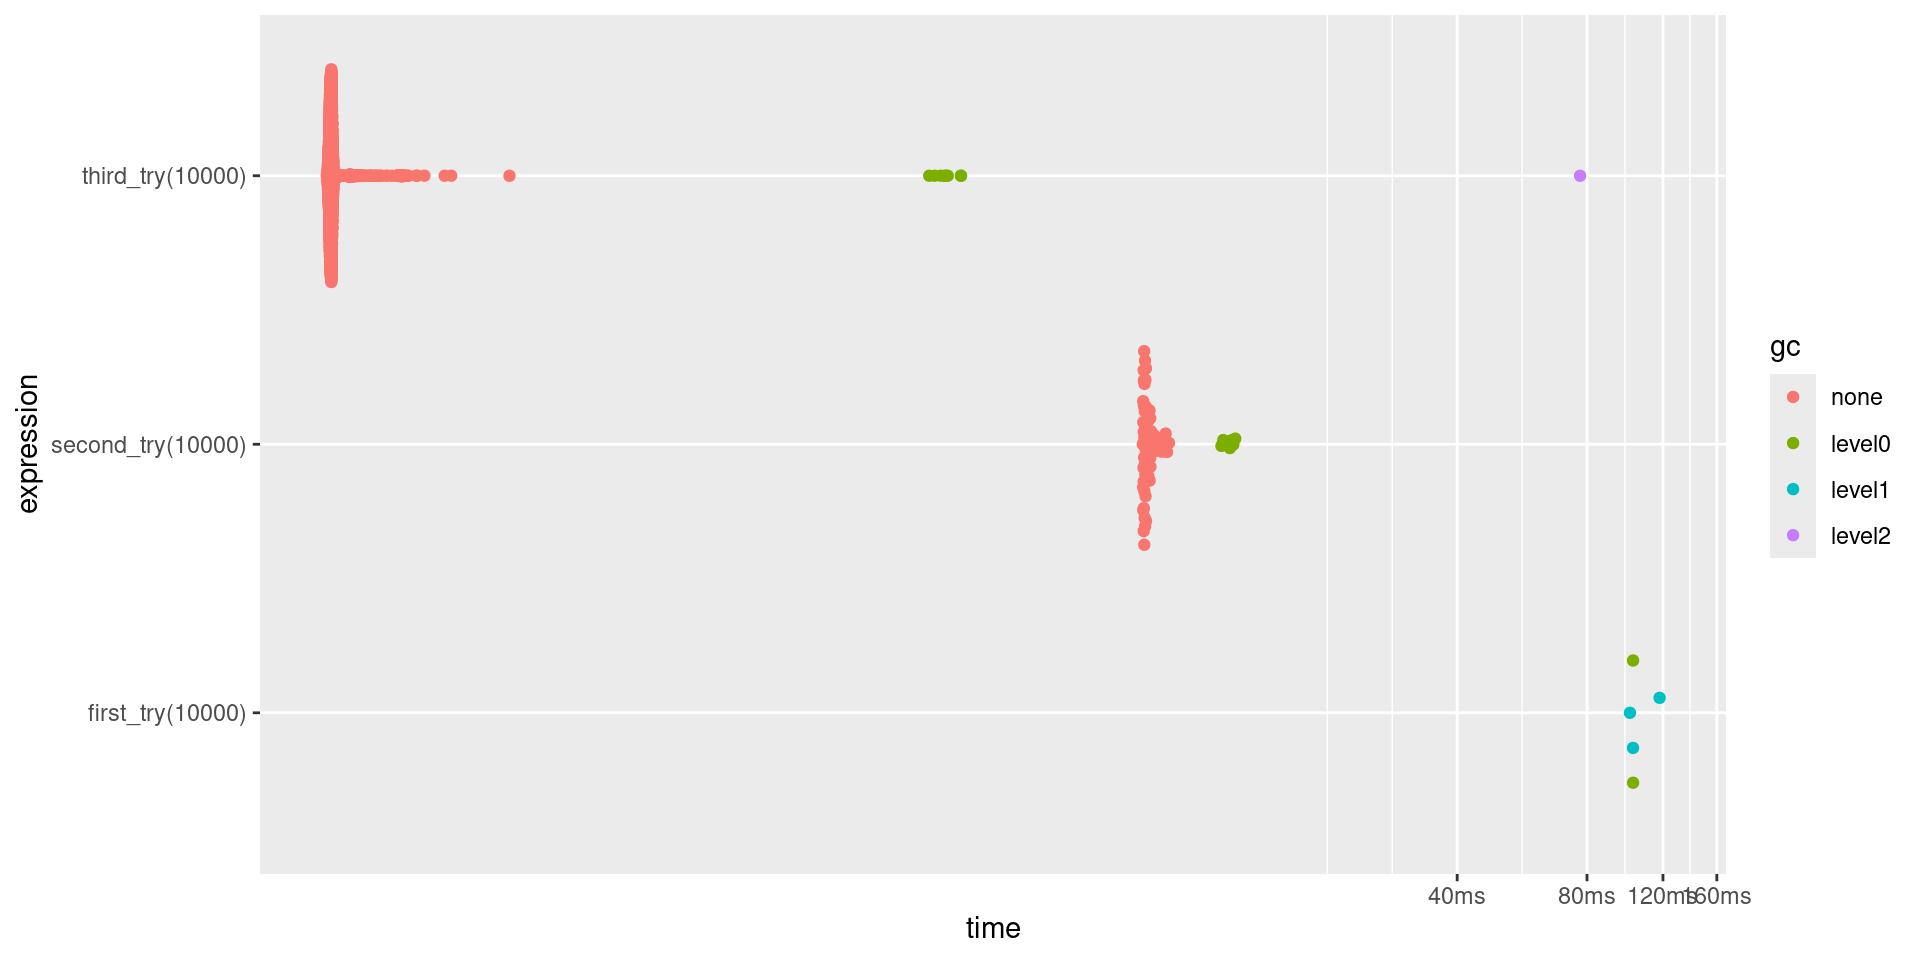 third_try(10000)
second_try(10000)
first_try(10000)
expression
40ms
80ms
120ms
160ms
time
gc
none
level0
level1
level2